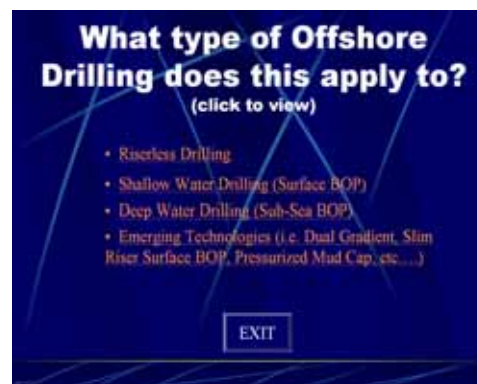 What type of Offshore
Drilling does this apply to?
(click to view)
• Riserless Drilling
• Shallow Water Drilling (Surface BOP)
• Deep Water Drilling (Sub-Sea BOP)
• Emerging Technologies (i.e. Dual Gradient, Slim
Riser Surface BOP, Pressurized Mud Cap, etc....)
EXIT